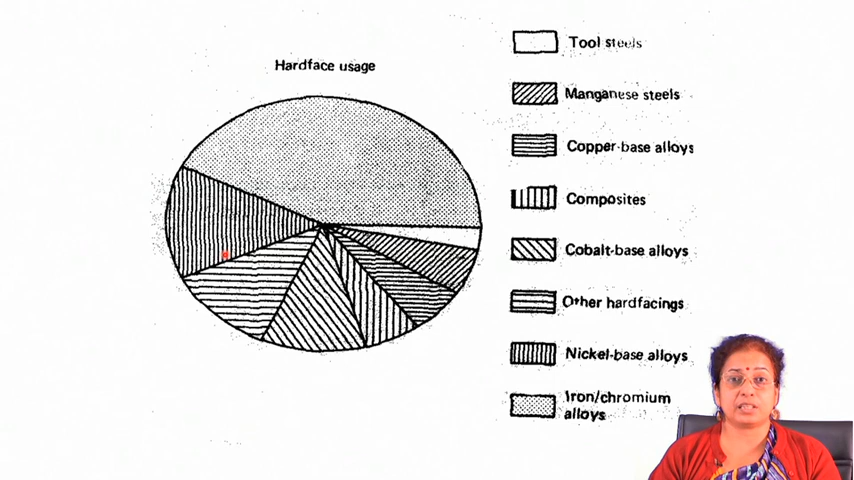 Hardface usage
Tool steels
Manganese steels
Copper-base alloys
Composites
Cobalt-base alloys
Other hardfacings
Nickel-base alloys
Iron/chromium
alloys